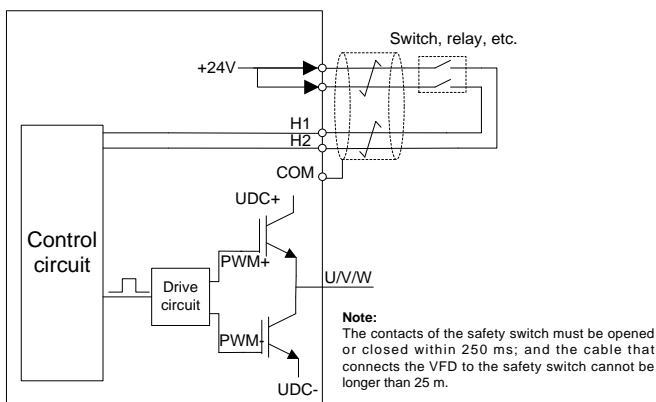 Switch, relay, etc.
+24V
H1
H2
COM
UDC+
Control
circuit
PWM+
Drive
circuit
U/V/W
PWM-
UDC-
Note:
The contacts of the safety switch must be opened
or closed within 250 ms; and the cable that
connects the VFD to the safety switch cannot be
longer than 25 m.